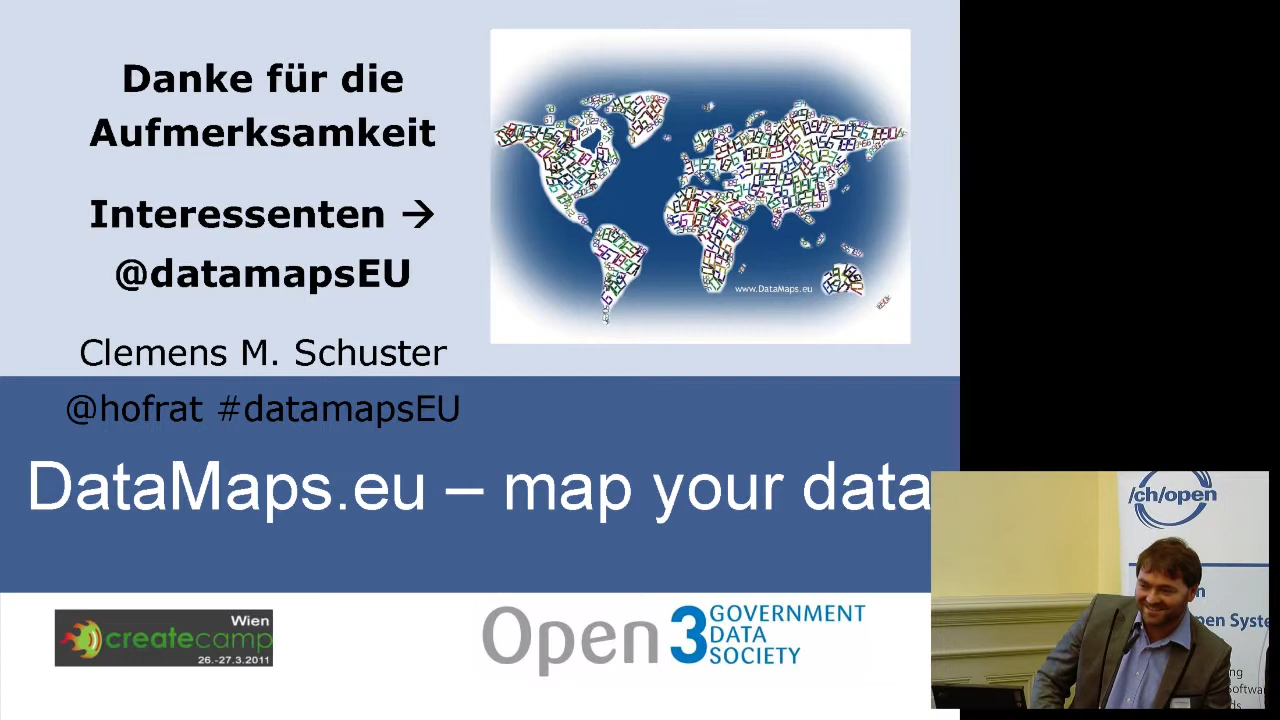 Danke für die
Aufmerksamkeit
Interessenten →
@datamapsEU
Clemens M. Schuster
@hofrat #datamapsEU
www.DataMaps.eu
DataMaps.eu – map your data
Wien
createcamp
26.-27.3.2011
Open3 GOVERNMENT
DATA
SOCIETY
/ch/open